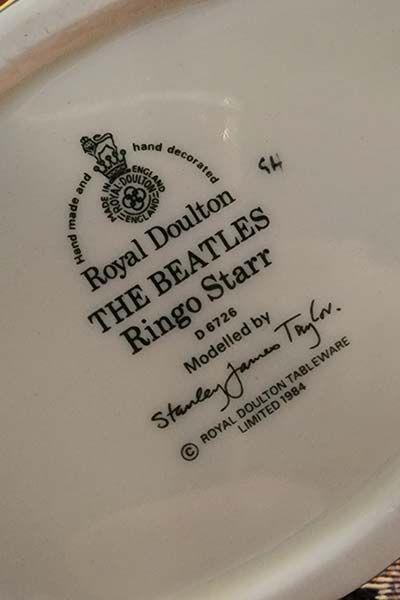 Hand made and hand decorated
MADE IN ENGLAND
ROYAL DOULTON
ENGLAND
GH
Royal Doulton
THE BEATLES
Ringo Starr
D 6726
Modelled by
Stanley James Taylor.
© ROYAL DOULTON TABLEWARE
LIMITED 1984